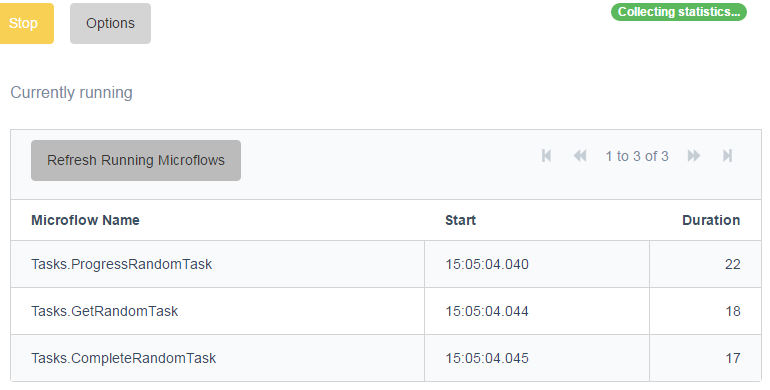 Stop Options Collecting statistics...
Currently running
Refresh Running Microflows 1 to 3 of 3
Microflow Name Start Duration
Tasks.ProgressRandomTask 15:05:04.040 22
Tasks.GetRandomTask 15:05:04.044 18
Tasks.CompleteRandomTask 15:05:04.045 17